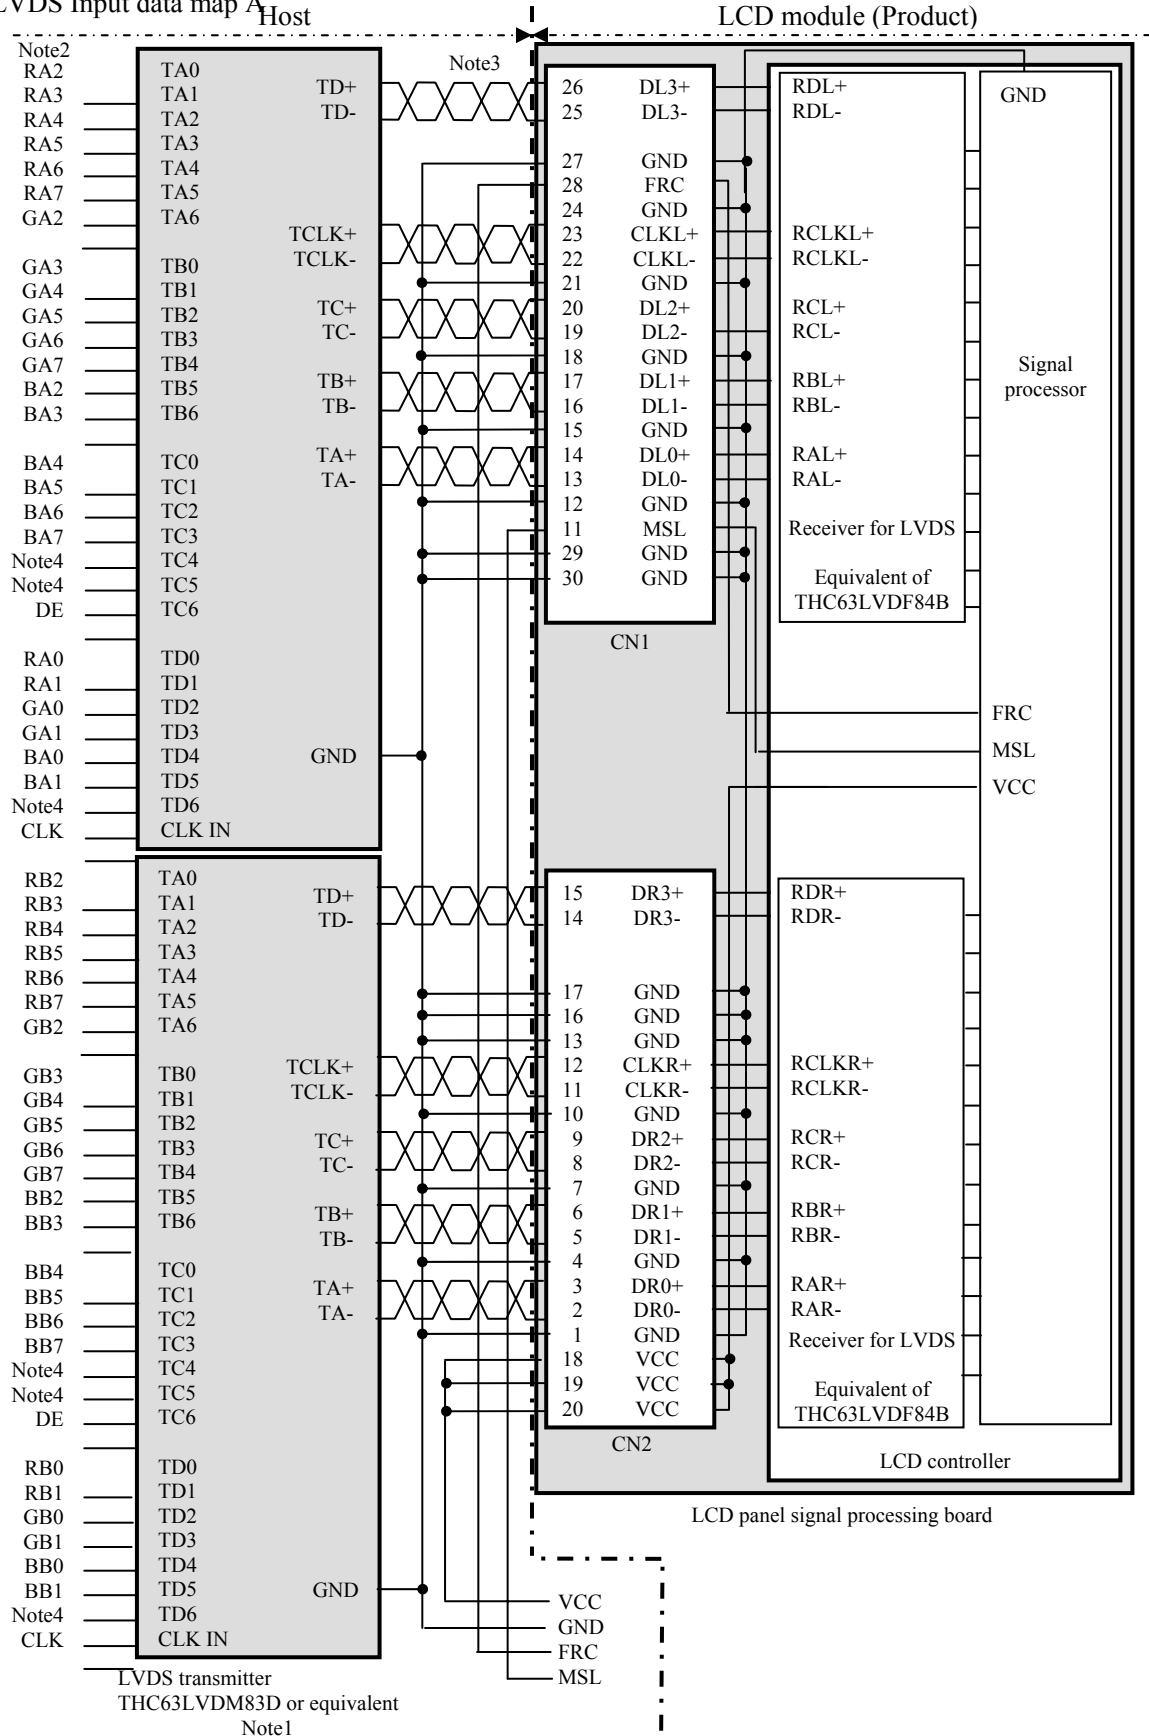 LVDS Input data map A
Host
LCD module (Product)
Note2
RA2 TA0
RA3 TA1
RA4 TA2
RA5 TA3
RA6 TA4
RA7 TA5
GA2 TA6
GA3 TB0
GA4 TB1
GA5 TB2
GA6 TB3
GA7 TB4
BA2 TB5
BA3 TB6
BA4 TC0
BA5 TC1
BA6 TC2
BA7 TC3
Note4 TC4
Note4 TC5
DE TC6
RA0 TD0
RA1 TD1
GA0 TD2
GA1 TD3
BA0 TD4
BA1 TD5
Note4 TD6
CLK CLK IN
TD+
TD-
TCLK+
TCLK-
TC+
TC-
TB+
TB-
TA+
TA-
GND
Note3
26 DL3+
25 DL3-
27 GND
28 FRC
24 GND
23 CLKL+
22 CLKL-
21 GND
20 DL2+
19 DL2-
18 GND
17 DL1+
16 DL1-
15 GND
14 DL0+
13 DL0-
12 GND
11 MSL
29 GND
30 GND
CN1
RDL+
RDL-
RCLKL+
RCLKL-
RCL+
RCL-
RBL+
RBL-
RAL+
RAL-
Receiver for LVDS
Equivalent of
THC63LVDF84B
GND
Signal
processor
FRC
MSL
VCC
RB2 TA0
RB3 TA1
RB4 TA2
RB5 TA3
RB6 TA4
RB7 TA5
GB2 TA6
GB3 TB0
GB4 TB1
GB5 TB2
GB6 TB3
GB7 TB4
BB2 TB5
BB3 TB6
BB4 TC0
BB5 TC1
BB6 TC2
BB7 TC3
Note4 TC4
Note4 TC5
DE TC6
RB0 TD0
RB1 TD1
GB0 TD2
GB1 TD3
BB0 TD4
BB1 TD5
Note4 TD6
CLK CLK IN
TD+
TD-
TCLK+
TCLK-
TC+
TC-
TB+
TB-
TA+
TA-
GND
15 DR3+
14 DR3-
17 GND
16 GND
13 GND
12 CLKR+
11 CLKR-
10 GND
9 DR2+
8 DR2-
7 GND
6 DR1+
5 DR1-
4 GND
3 DR0+
2 DR0-
1 GND
18 VCC
19 VCC
20 VCC
CN2
RDR+
RDR-
RCLKR+
RCLKR-
RCR+
RCR-
RBR+
RBR-
RAR+
RAR-
Receiver for LVDS
Equivalent of
THC63LVDF84B
LCD controller
LCD panel signal processing board
VCC
GND
FRC
MSL
LVDS transmitter
THC63LVDM83D or equivalent
Note1